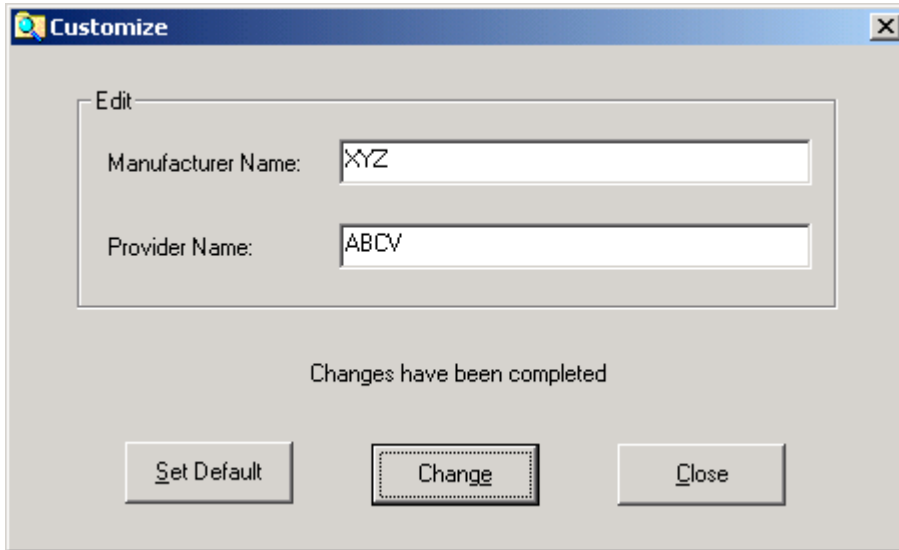 Customize
Edit
Manufacturer Name: XYZ
Provider Name: ABCV
Changes have been completed
Set Default Change Close